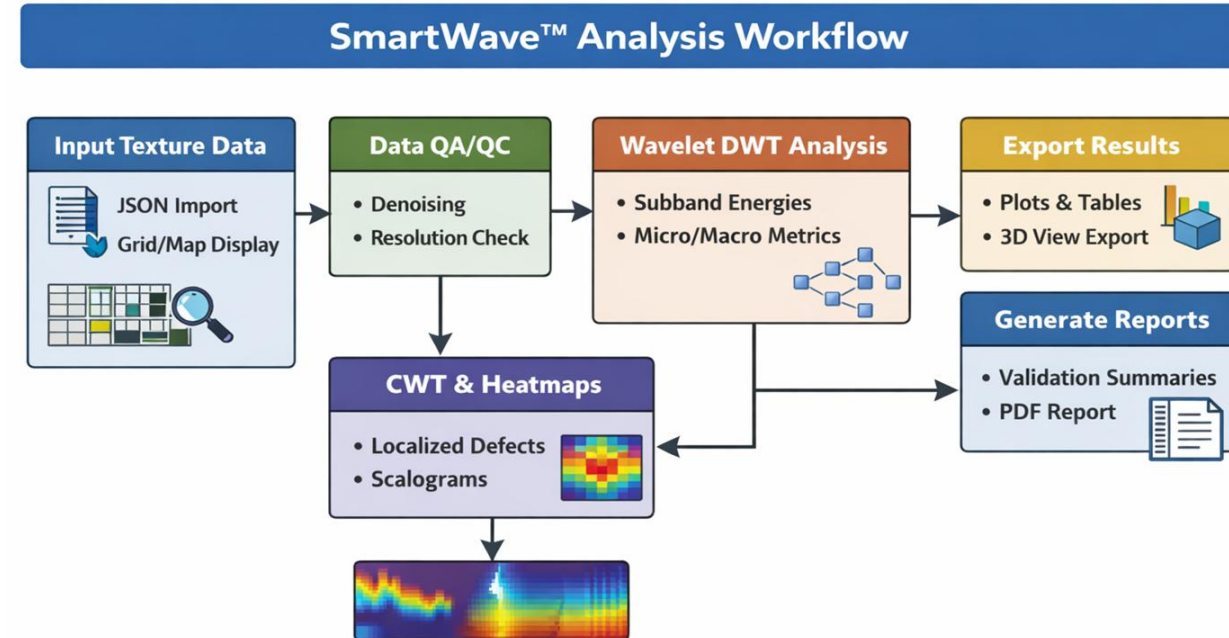 SmartWave™ Analysis Workflow
Input Texture Data
JSON Import
Grid/Map Display
Data QA/QC
• Denoising
• Resolution Check
Wavelet DWT Analysis
• Subband Energies
• Micro/Macro Metrics
Export Results
• Plots & Tables
• 3D View Export
Generate Reports
• Validation Summaries
• PDF Report
CWT & Heatmaps
• Localized Defects
• Scalograms